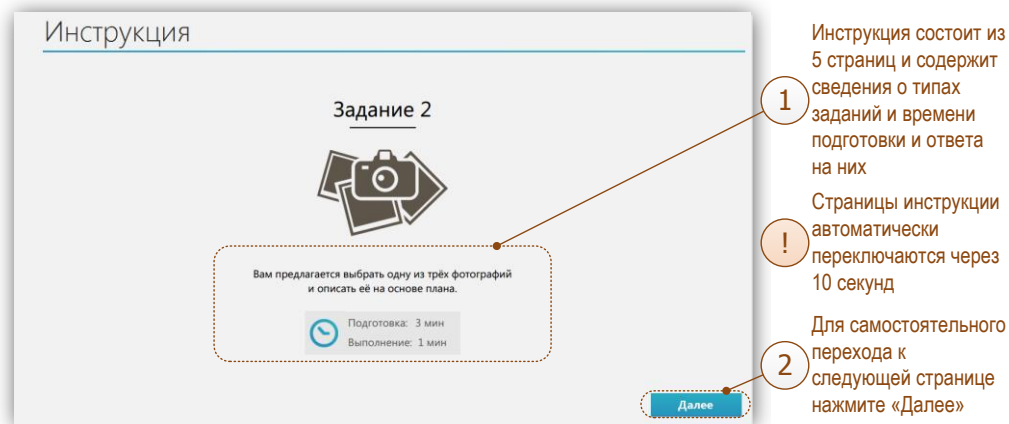 Инструкция
Задание 2
Вам предлагается выбрать одну из трёх фотографий
и описать её на основе плана.
Подготовка: 3 мин
Выполнение: 1 мин
Далее
1
Инструкция состоит из
5 страниц и содержит
сведения о типах
заданий и времени
подготовки и ответа
на них
!
Страницы инструкции
автоматически
переключаются через
10 секунд
2
Для самостоятельного
перехода к
следующей странице
нажмите «Далее»